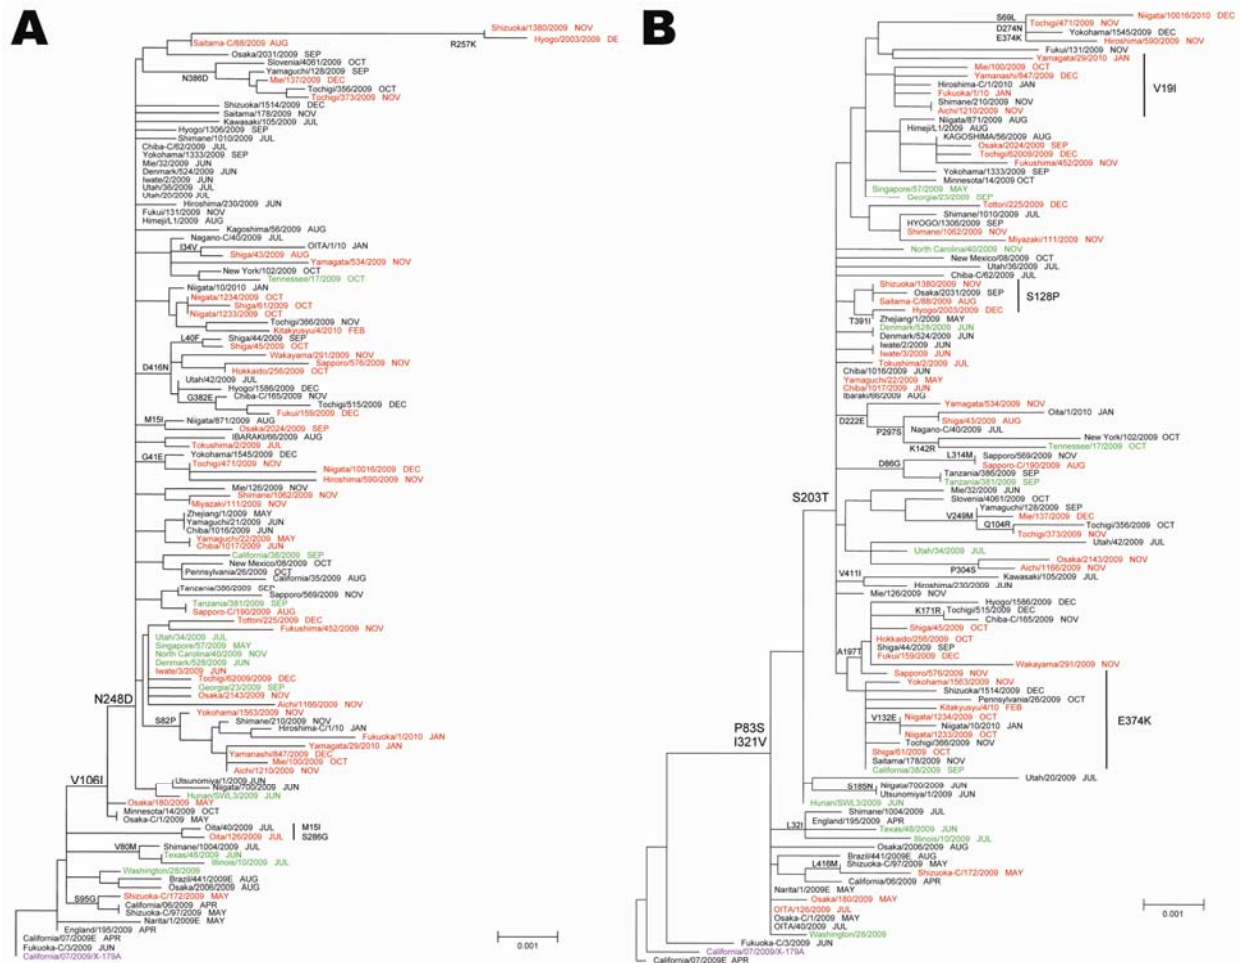 A
Shizuoka/1380/2009 NOV
Hyogo/2003/2009 DE
R257K
Saitama-C/88/2009 AUG
Osaka/2031/2009 SEP
Slovenia/4061/2009 OCT
Yamaguchi/128/2009 SEP
N386D
Mie/137/2009 DEC
Tochigi/356/2009 OCT
Tochigi/373/2009 NOV
Shizuoka/1514/2009 DEC
Saitama/178/2009 NOV
Kawasaki/105/2009 JUL
Hyogo/1306/2009 SEP
Shimane/1010/2009 JUL
Chiba-C/62/2009 JUL
Yokohama/1333/2009 SEP
Mie/32/2009 JUN
Denmark/524/2009 JUN
Iwate/2/2009 JUN
Utah/36/2009 JUL
Utah/20/2009 JUL
Hiroshima/230/2009 JUN
Fukui/131/2009 NOV
Himeji/L1/2009 AUG
Kagoshima/56/2009 AUG
Nagano-C/40/2009 JUL
I34V
OITA/1/10 JAN
Shiga/43/2009 AUG
Yamagata/534/2009 NOV
New York/102/2009 OCT
Tennessee/17/2009 OCT
Niigata/10/2010 JAN
Niigata/1234/2009 OCT
Shiga/61/2009 OCT
Niigata/1233/2009 OCT
Tochigi/366/2009 NOV
Kitakyusyu/4/2010 FEB
L40F
Shiga/44/2009 SEP
Shiga/45/2009 OCT
Wakayama/291/2009 NOV
Sapporo/576/2009 NOV
D416N
Hokkaido/256/2009 OCT
Utah/42/2009 JUL
Hyogo/1586/2009 DEC
G382E
Chiba-C/165/2009 NOV
Tochigi/515/2009 DEC
Fukui/159/2009 DEC
M15I
Niigata/871/2009 AUG
Osaka/2024/2009 SEP
IBARAKI/66/2009 AUG
Tokushima/2/2009 JUL
G41E
Yokohama/1545/2009 DEC
Tochigi/471/2009 NOV
Niigata/10016/2009 DEC
Hiroshima/590/2009 NOV
Mie/126/2009 NOV
Shimane/1062/2009 NOV
Miyazaki/111/2009 NOV
Zhejiang/1/2009 MAY
Yamaguchi/21/2009 JUN
Chiba/1016/2009 JUN
Yamaguchi/22/2009 MAY
Chiba/1017/2009 JUN
California/38/2009 SEP
New Mexico/08/2009 OCT
Pennsylvania/26/2009 OCT
California/35/2009 AUG
Tanzania/386/2009 SEP
Sapporo/569/2009 NOV
Tanzania/381/2009 SEP
Sapporo-C/190/2009 AUG
Tottori/225/2009 DEC
Fukushima/452/2009 NOV
Utah/34/2009 JUL
Singapore/57/2009 MAY
North Carolina/40/2009 NOV
Denmark/528/2009 JUN
Iwate/3/2009 JUN
Tochigi/62009/2009 DEC
N248D
Georgia/23/2009 SEP
Osaka/2143/2009 NOV
Aichi/1166/2009 NOV
Yokohama/1563/2009 NOV
S82P
Shimane/210/2009 NOV
Hiroshima-C/1/10 JAN
Fukuoka/1/2010 JAN
Yamagata/29/2010 JAN
Yamanashi/847/2009 DEC
Mie/100/2009 OCT
Aichi/1210/2009 NOV
V106I
Utsunomiya/1/2009 JUN
Niigata/700/2009 JUN
Hunan/SWL3/2009 JUN
Osaka/180/2009 MAY
Minnesota/14/2009 OCT
Osaka-C/1/2009 MAY
Oita/40/2009 JUL
M15I
Oita/126/2009 JUL
S286G
V80M
Shimane/1004/2009 JUL
Texas/48/2009 JUN
Illinois/10/2009 JUL
Washington/28/2009
Brazil/441/2009E AUG
Osaka/2006/2009 AUG
S95G
Shizuoka-C/172/2009 MAY
California/06/2009 APR
Shizuoka-C/97/2009 MAY
Narita/1/2009E MAY
England/195/2009 APR
California/07/2009E APR
Fukuoka-C/3/2009 JUN
California/07/2009/X-179A
0.001
B
S69L
D274N
E374K
Niigata/10016/2010 DEC
Tochigi/471/2009 NOV
Yokohama/1545/2009 DEC
Hiroshima/590/2009 NOV
Fukui/131/2009 NOV
Yamagata/29/2010 JAN
Mie/100/2009 OCT
Yamanashi/847/2009 DEC
Hiroshima-C/1/2010 JAN
V19I
Fukuoka/1/10 JAN
Shimane/210/2009 NOV
Aichi/1210/2009 NOV
Niigata/871/2009 AUG
Himeji/L1/2009 AUG
KAGOSHIMA/56/2009 AUG
Osaka/2024/2009 SEP
Tochigi/62009/2009 DEC
Fukushima/452/2009 NOV
Yokohama/1333/2009 SEP
Minnesota/14/2009 OCT
Singapore/57/2009 MAY
Georgia/23/2009 SEP
Tottori/225/2009 DEC
Shimane/1010/2009 JUL
HYOGO/1306/2009 SEP
Shimane/1062/2009 NOV
Miyazaki/111/2009 NOV
North Carolina/40/2009 NOV
New Mexico/08/2009 OCT
Utah/36/2009 JUL
Chiba-C/62/2009 JUL
Shizuoka/1380/2009 NOV
Osaka/2031/2009 SEP
S128P
Saitama-C/88/2009 AUG
Hyogo/2003/2009 DEC
T391I
Zhejiang/1/2009 MAY
Denmark/528/2009 JUN
Denmark/524/2009 JUN
Iwate/2/2009 JUN
Iwate/3/2009 JUN
Tokushima/2/2009 JUL
Chiba/1016/2009 JUN
Yamaguchi/22/2009 MAY
Chiba/1017/2009 JUN
Ibaraki/66/2009 AUG
Yamagata/534/2009 NOV
D222E
Oita/1/2010 JAN
Shiga/43/2009 AUG
P297S
Nagano-C/40/2009 JUL
New York/102/2009 OCT
K142R
Tennessee/17/2009 OCT
L314M
Sapporo/569/2009 NOV
D86G
Sapporo-C/190/2009 AUG
Tanzania/386/2009 SEP
Tanzania/381/2009 SEP
Mie/32/2009 JUN
S203T
Slovenia/4061/2009 OCT
Yamaguchi/128/2009 SEP
V249M
Mie/137/2009 DEC
Q104R
Tochigi/356/2009 OCT
Tochigi/373/2009 NOV
Utah/42/2009 JUL
Utah/34/2009 JUL
Osaka/2143/2009 NOV
P304S
Aichi/1166/2009 NOV
V411I
Kawasaki/105/2009 JUL
Hiroshima/230/2009 JUN
Mie/126/2009 NOV
Hyogo/1586/2009 DEC
K171R
Tochigi/515/2009 DEC
Chiba-C/165/2009 NOV
Shiga/45/2009 OCT
Hokkaido/256/2009 OCT
Shiga/44/2009 SEP
A197T
Fukui/159/2009 DEC
Wakayama/291/2009 NOV
Sapporo/576/2009 NOV
Yokohama/1563/2009 NOV
Shizuoka/1514/2009 DEC
Pennsylvania/26/2009 OCT
Kitakyusyu/4/10 FEB
V132E
Niigata/1234/2009 OCT
E374K
Niigata/10/2010 JAN
Niigata/1233/2009 OCT
P83S
I321V
Tochigi/366/2009 NOV
Shiga/61/2009 OCT
Saitama/178/2009 NOV
California/38/2009 SEP
Utah/20/2009 JUL
S185N
Niigata/700/2009 JUN
Utsunomiya/1/2009 JUN
Hunan/SWL3/2009 JUN
Shimane/1004/2009 JUL
England/195/2009 APR
L32I
Texas/48/2009 JUN
Illinois/10/2009 JUL
Osaka/2006/2009 AUG
Brazil/441/2009E AUG
L416M
Shizuoka-C/97/2009 MAY
Shizuoka-C/172/2009 MAY
California/06/2009 APR
Narita/1/2009E MAY
Osaka/180/2009 MAY
OITA/126/2009 JUL
Osaka-C/1/2009 MAY
OITA/40/2009 JUL
Washington/28/2009
Fukuoka-C/3/2009 JUN
California/07/2009/X-179A
California/07/2009E APR
0.001